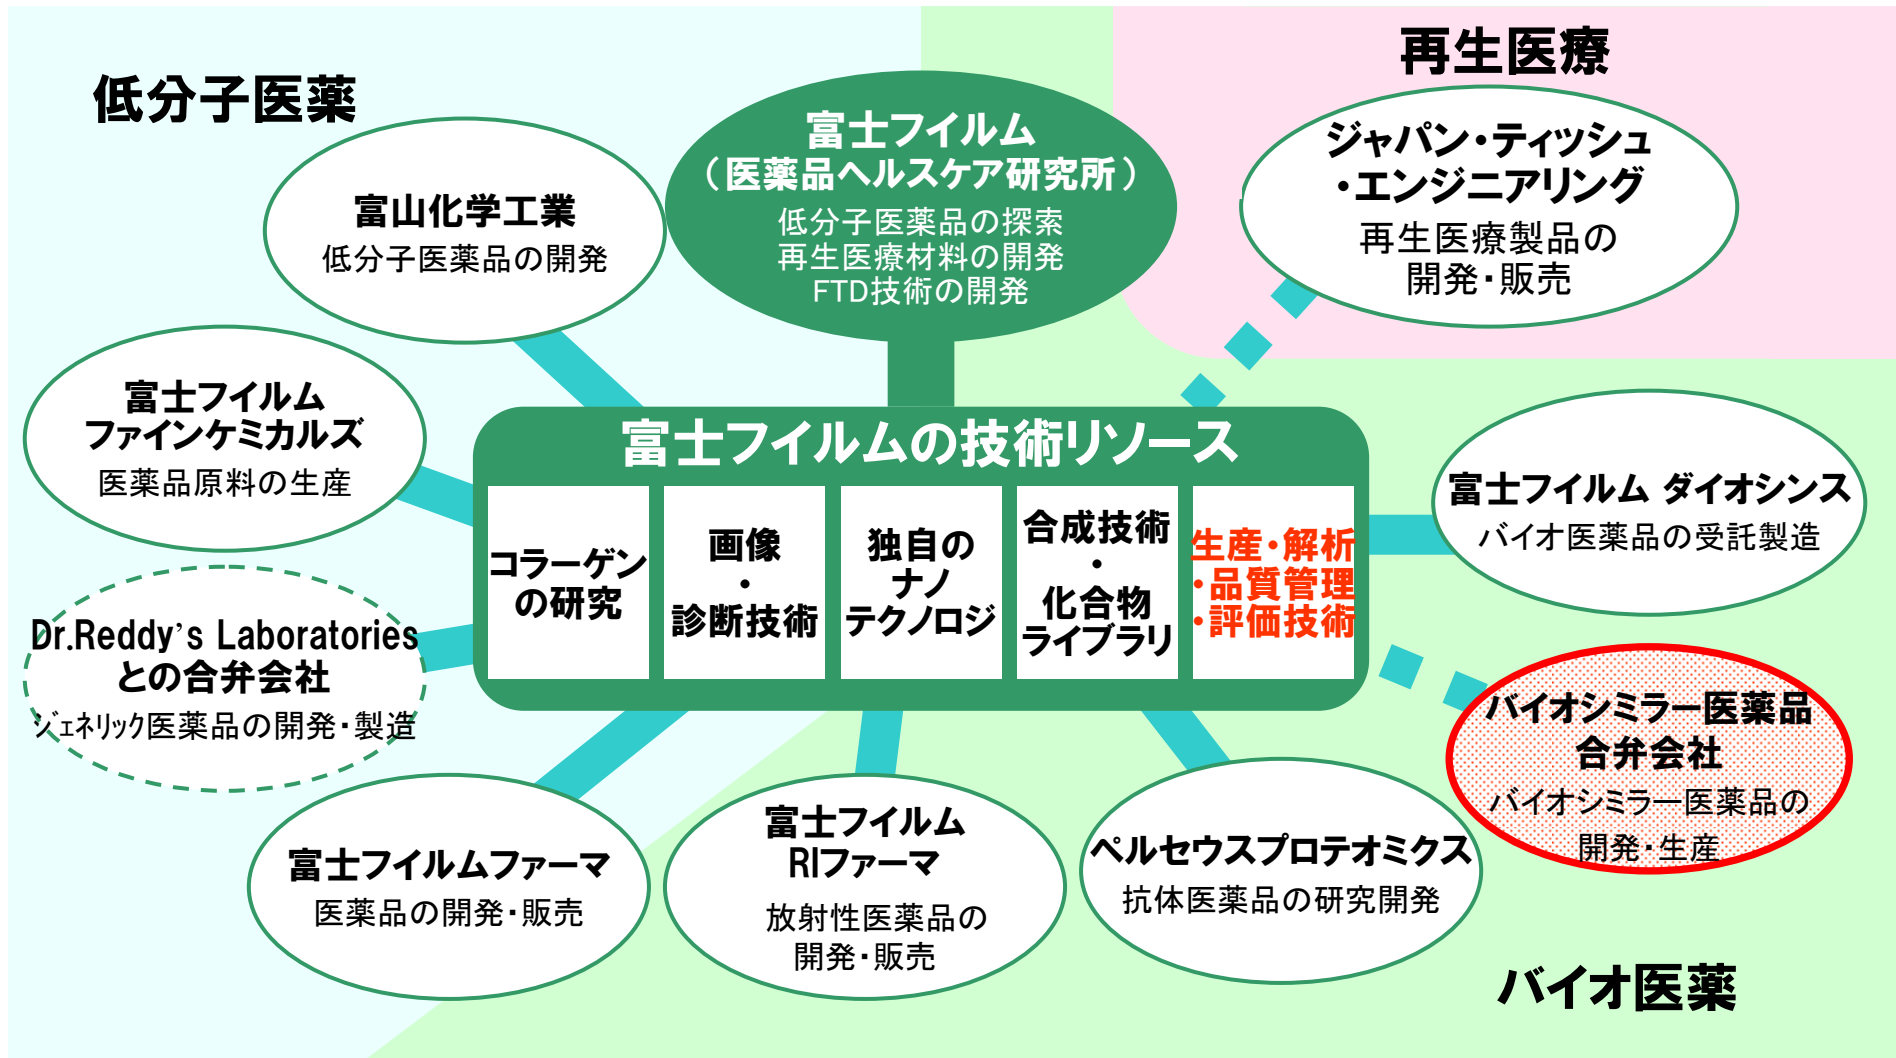 低分子医薬
再生医療
富士フイルム
（医薬品ヘルスケア研究所）
低分子医薬品の探索
再生医療材料の開発
FTD技術の開発
ジャパン・ティッシュ
・エンジニアリング
再生医療製品の
開発・販売
富山化学工業
低分子医薬品の開発
富士フイルム
ファインケミカルズ
医薬品原料の生産
富士フイルムの技術リソース
コラーゲン
の研究
画像
・
診断技術
独自の
ナノ
テクノロジ
合成技術
・
化合物
ライブラリ
生産・解析
・品質管理
・評価技術
富士フイルム ダイオシンス
バイオ医薬品の受託製造
Dr.Reddy’s Laboratories
との合弁会社
ジェネリック医薬品の開発・製造
バイオシミラー医薬品
合弁会社
バイオシミラー医薬品の
開発・生産
富士フイルムファーマ
医薬品の開発・販売
富士フイルム
RIファーマ
放射性医薬品の
開発・販売
ペルセウスプロテオミクス
抗体医薬品の研究開発
バイオ医薬